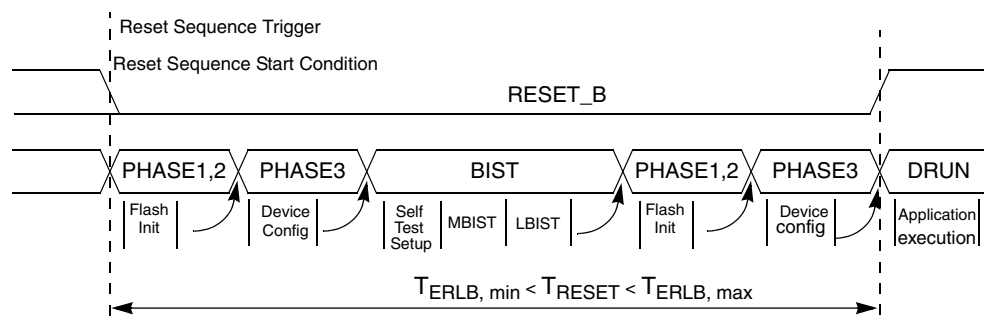 Reset Sequence Trigger
Reset Sequence Start Condition
RESET_B
PHASE1,2
PHASE3
BIST
PHASE1,2
PHASE3
DRUN
Flash
Init
Device
Config
Self
Test
Setup
MBIST
LBIST
Flash
Init
Device
config
Application
execution
TERLB, min < TRESET < TERLB, max